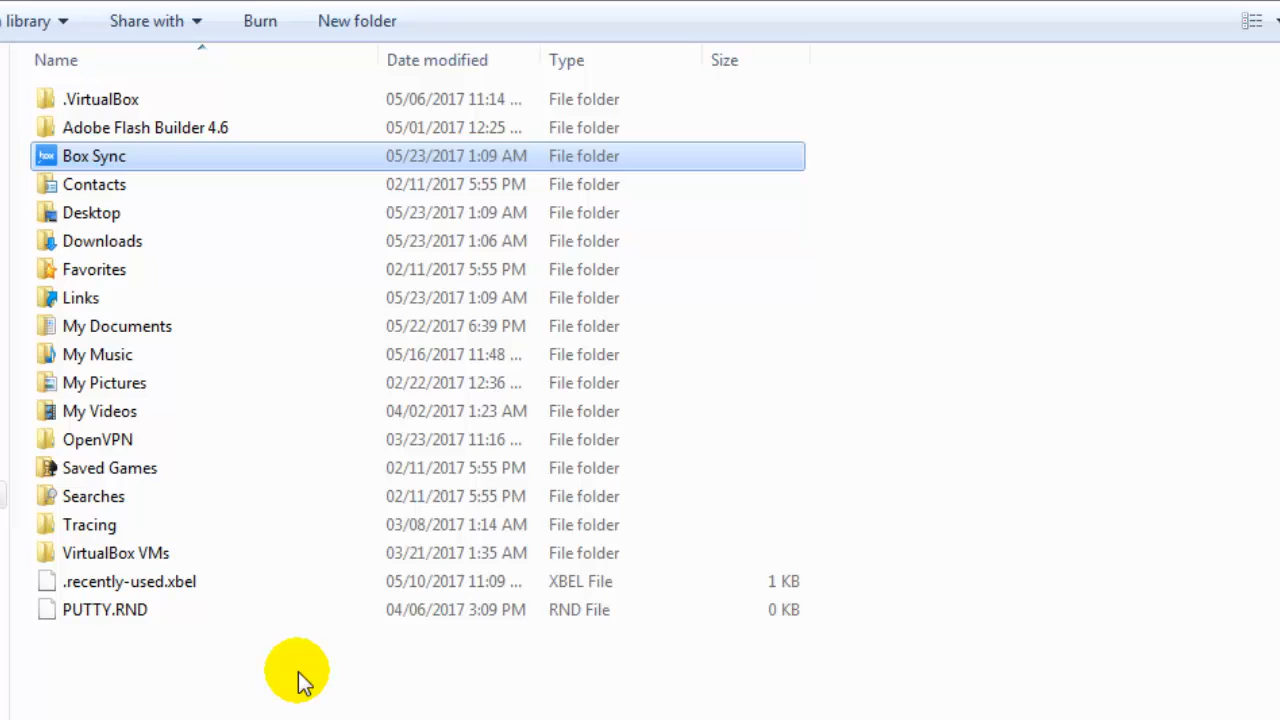 library Share with Burn New folder
Name Date modified Type Size
.VirtualBox 05/06/2017 11:14 ... File folder
Adobe Flash Builder 4.6 05/01/2017 12:25 ... File folder
box Box Sync 05/23/2017 1:09 AM File folder
Contacts 02/11/2017 5:55 PM File folder
Desktop 05/23/2017 1:09 AM File folder
Downloads 05/23/2017 1:06 AM File folder
Favorites 02/11/2017 5:55 PM File folder
Links 05/23/2017 1:09 AM File folder
My Documents 05/22/2017 6:39 PM File folder
My Music 05/16/2017 11:48 ... File folder
My Pictures 02/22/2017 12:36 ... File folder
My Videos 04/02/2017 1:23 AM File folder
OpenVPN 03/23/2017 11:16 ... File folder
Saved Games 02/11/2017 5:55 PM File folder
Searches 02/11/2017 5:55 PM File folder
Tracing 03/08/2017 1:14 AM File folder
VirtualBox VMs 03/21/2017 1:35 AM File folder
.recently-used.xbel 05/10/2017 11:09 ... XBEL File 1 KB
PUTTY.RND 04/06/2017 3:09 PM RND File 0 KB